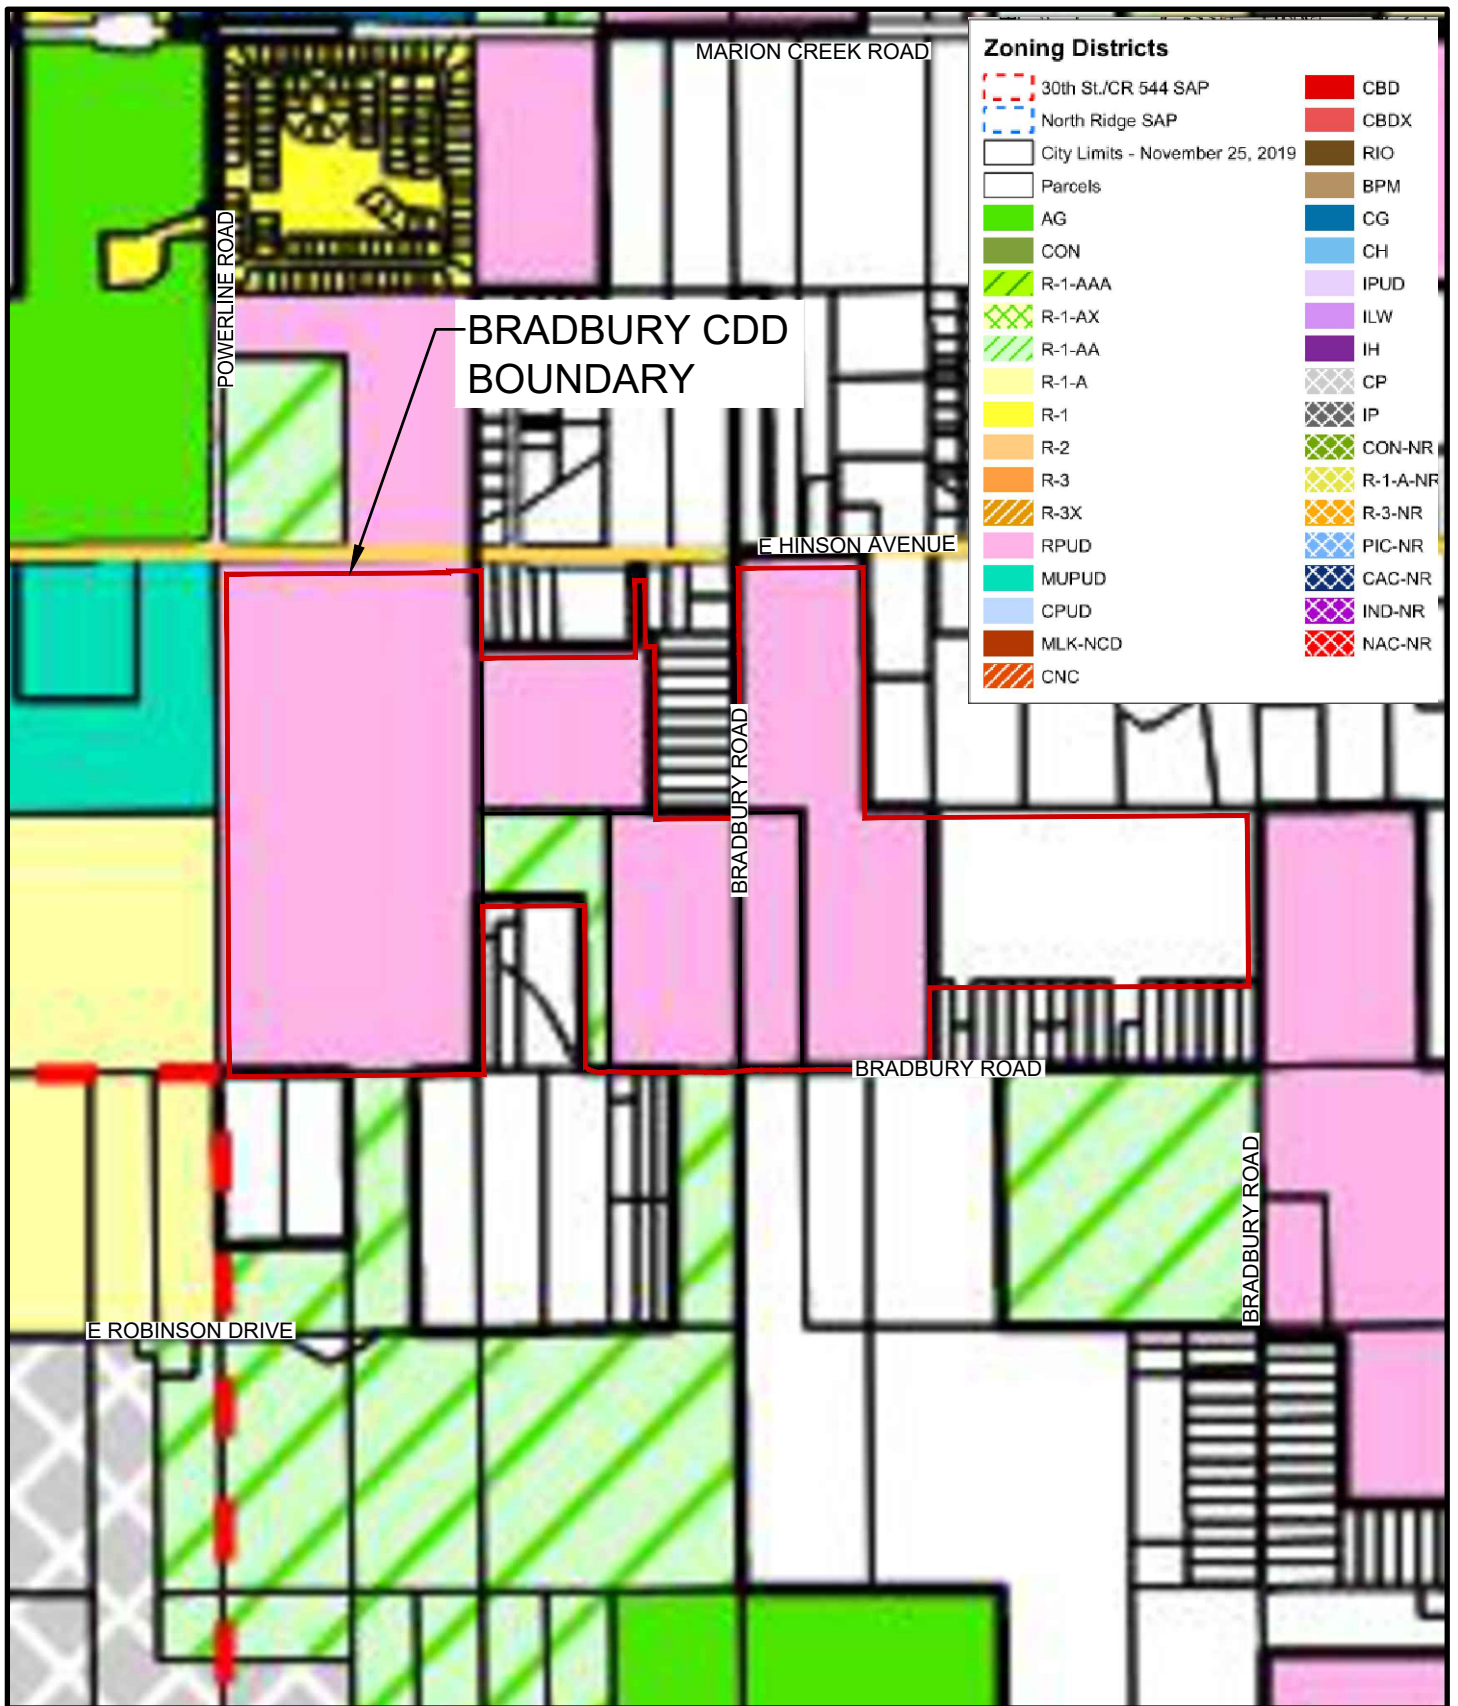 MARION CREEK ROAD
Zoning Districts
30th St./CR 544 SAP
North Ridge SAP
City Limits - November 25, 2019
Parcels
AG
CON
R-1-AAA
R-1-AX
R-1-AA
R-1-A
R-1
R-2
R-3
R-3X
RPUD
MUPUD
CPUD
MLK-NCD
CNC
CBD
CBDX
RIO
BPM
CG
CH
IPUD
ILW
IH
CP
IP
CON-NR
R-1-A-NR
R-3-NR
PIC-NR
CAC-NR
IND-NR
NAC-NR
POWERLINE ROAD
BRADBURY CDD
BOUNDARY
E HINSON AVENUE
BRADBURY ROAD
BRADBURY ROAD
BRADBURY ROAD
E ROBINSON DRIVE